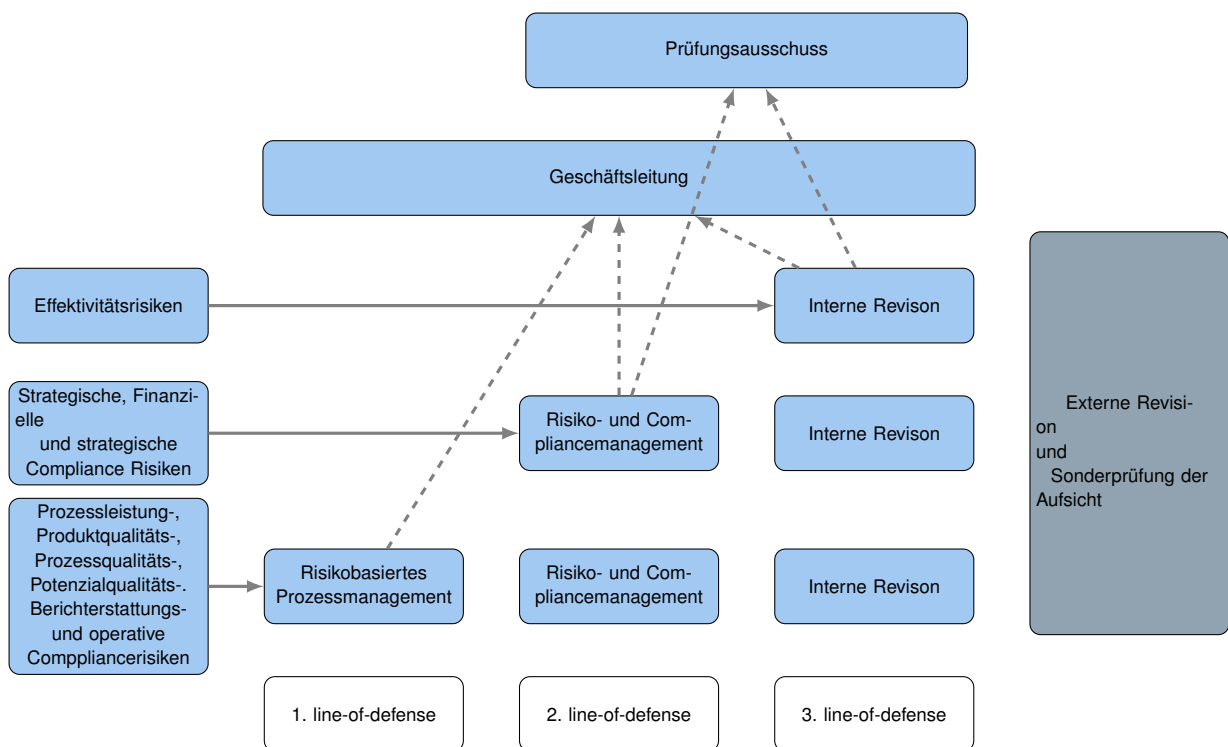 Prüfungsausschuss
Geschäftsleitung
Effektivitätsrisiken
Interne Revison
Strategische, Finanzi-
elle
und strategische
Compliance Risiken
Risiko- und Com-
pliancemanagement
Interne Revison
Externe Revisi-
on
und
Sonderprüfung der
Aufsicht
Prozessleistung-,
Produktqualitäts-,
Prozessqualitäts-,
Potenzialqualitäts-.
Berichterstattungs-
und operative
Comppliancerisiken
Risikobasiertes
Prozessmanagement
Risiko- und Com-
pliancemanagement
Interne Revison
1. line-of-defense
2. line-of-defense
3. line-of-defense